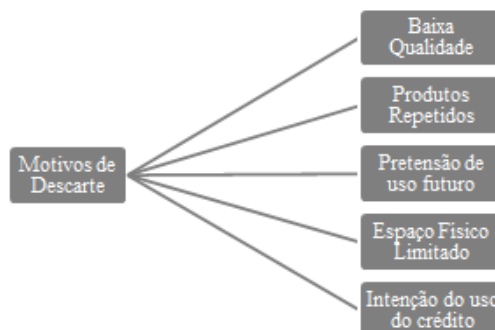 Baixa
Qualidade
Produtos
Repetidos
Motivos de
Descarte
Pretensão de
uso futuro
Espaço Físico
Limitado
Intenção do uso
do crédito